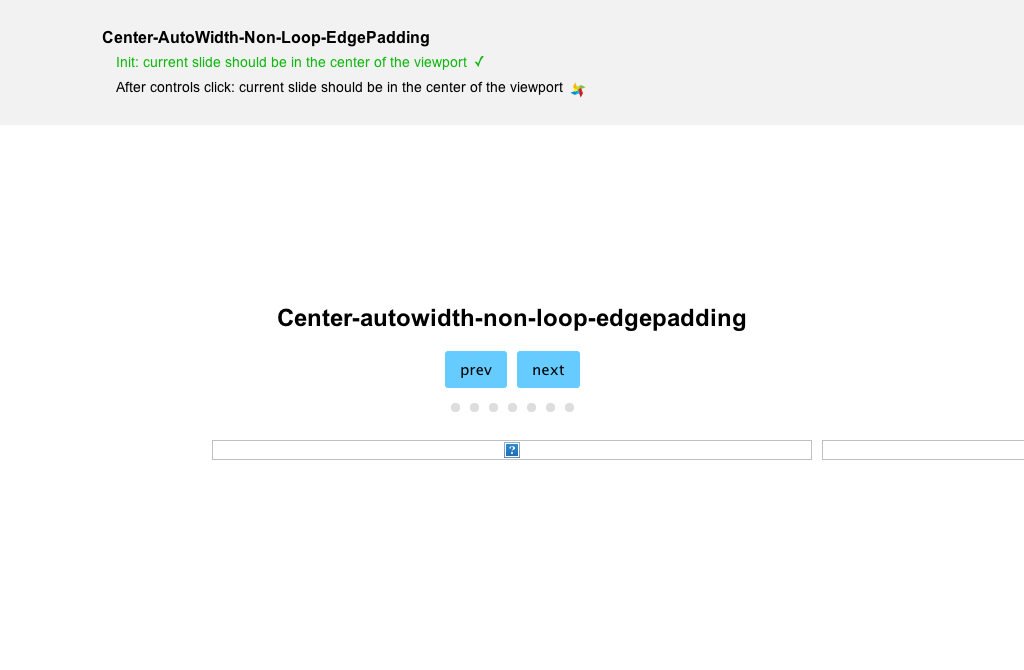 Center-AutoWidth-Non-Loop-EdgePadding
Init: current slide should be in the center of the viewport ✓
After controls click: current slide should be in the center of the viewport
Center-autowidth-non-loop-edgepadding
prev next
?